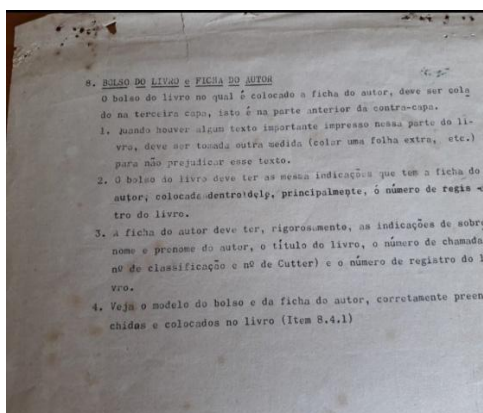 8. BOLSO DO LIVRO e FICHA DO AUTOR
O bolso do livro no qual é colocado a ficha do autor, deve ser cola
do na terceira capa, isto é na parte anterior da contra-capa.
1. Quando houver algum texto importante impresso nessa parte do li-
vro, deve ser tomada outra medida (colar uma folha extra, etc.)
para não prejudicar esse texto.
2. O bolso do livro deve ter as mesma indicações que tem a ficha do
autor, colocada dentro dele, principalmente, o número de regis
tro do livro.
3. A ficha do autor deve ter, rigorosamente, as indicações de sobre
nome e prenome do autor, o título do livro, o número de chamada
nº de classificação e nº de Cutter) e o número de registro do l
vro.
4. Veja o modelo do bolso e da ficha do autor, corretamente preen
chidas e colocados no livro (Item 8.4.1)